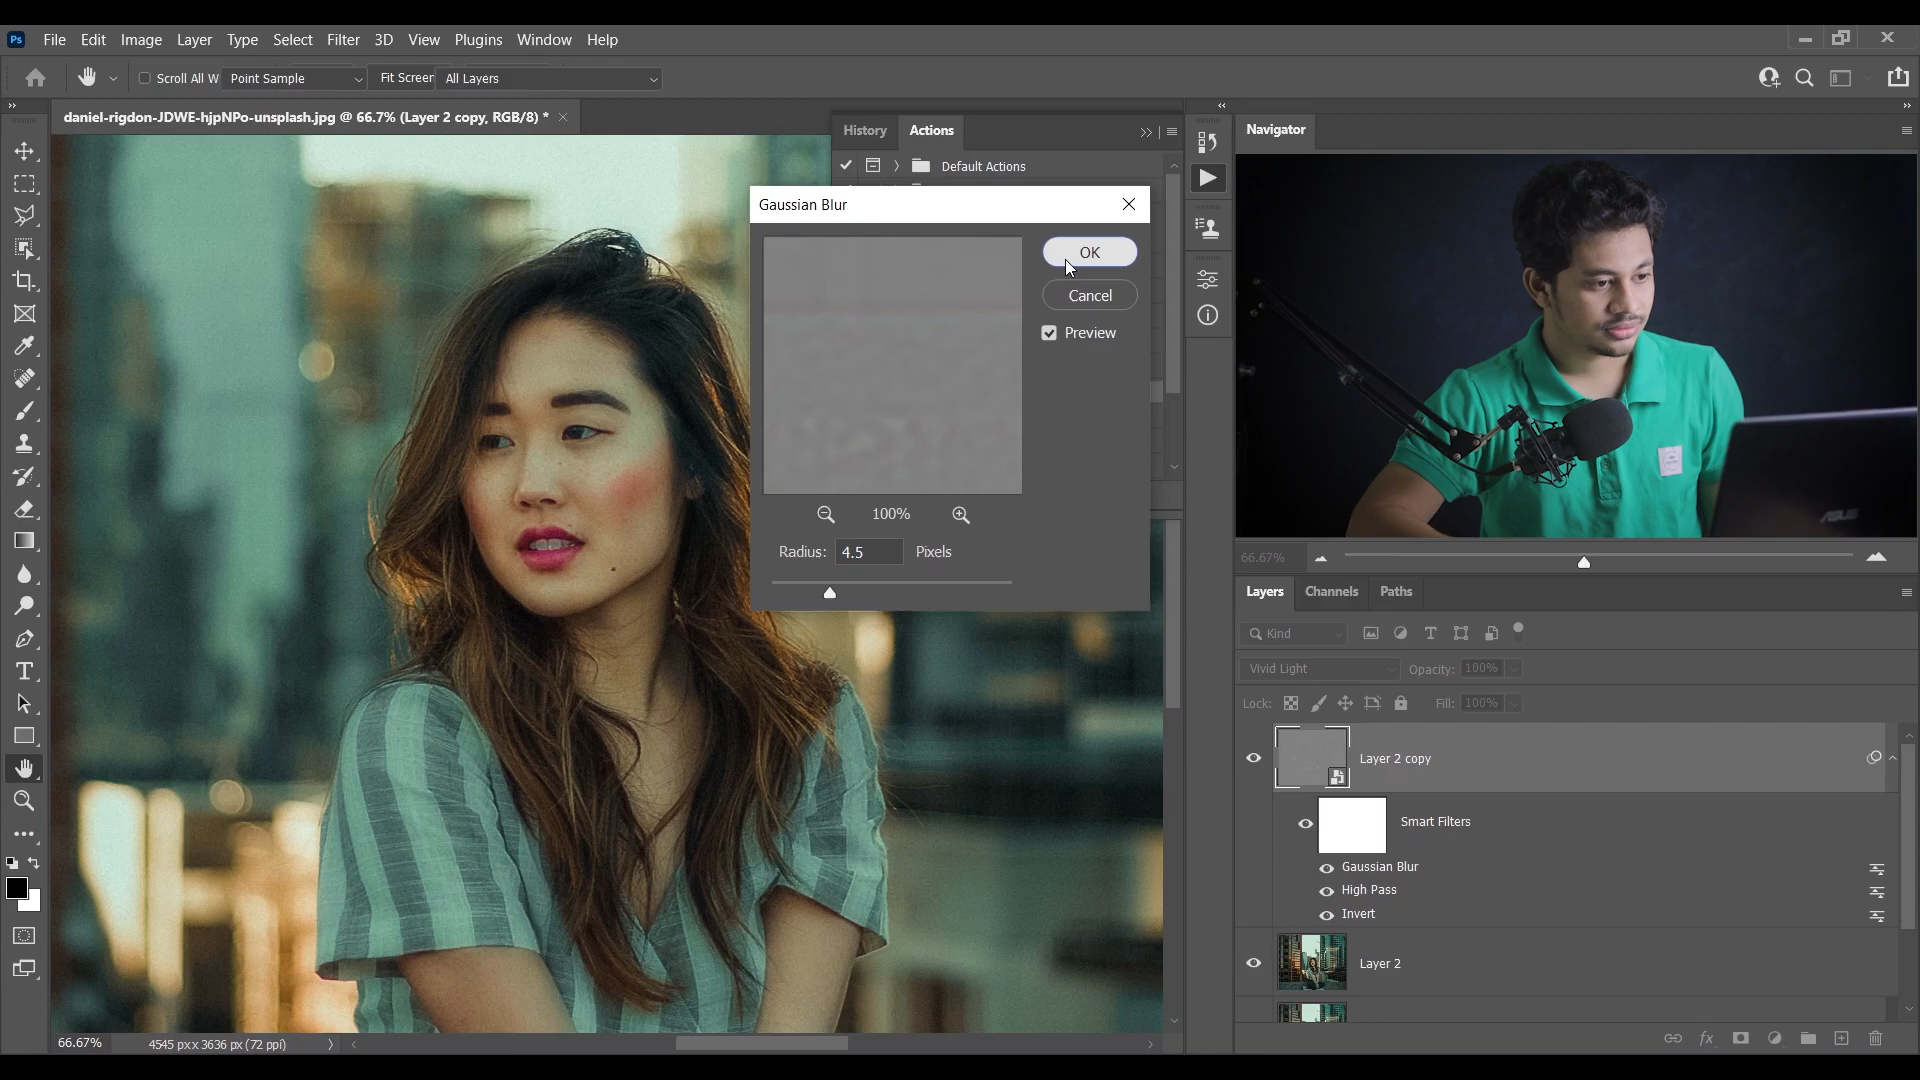 Ps File Edit Image Layer Type Select Filter 3D View Plugins Window Help
Scroll All W Point Sample Fit Screen All Layers
daniel-rigdon-JDWE-hjpNPo-unsplash.jpg @ 66.7% (Layer 2 copy, RGB/8) *
History Actions
Default Actions
Gaussian Blur
OK
Cancel
Preview
100%
Radius: 4.5 Pixels
Navigator
ASUS
66.67%
Layers Channels Paths
Kind
Vivid Light Opacity: 100%
Lock: Fill: 100%
Layer 2 copy
Smart Filters
Gaussian Blur
High Pass
Invert
Layer 2
fx
66.67% 4545 px x 3636 px (72 ppi)